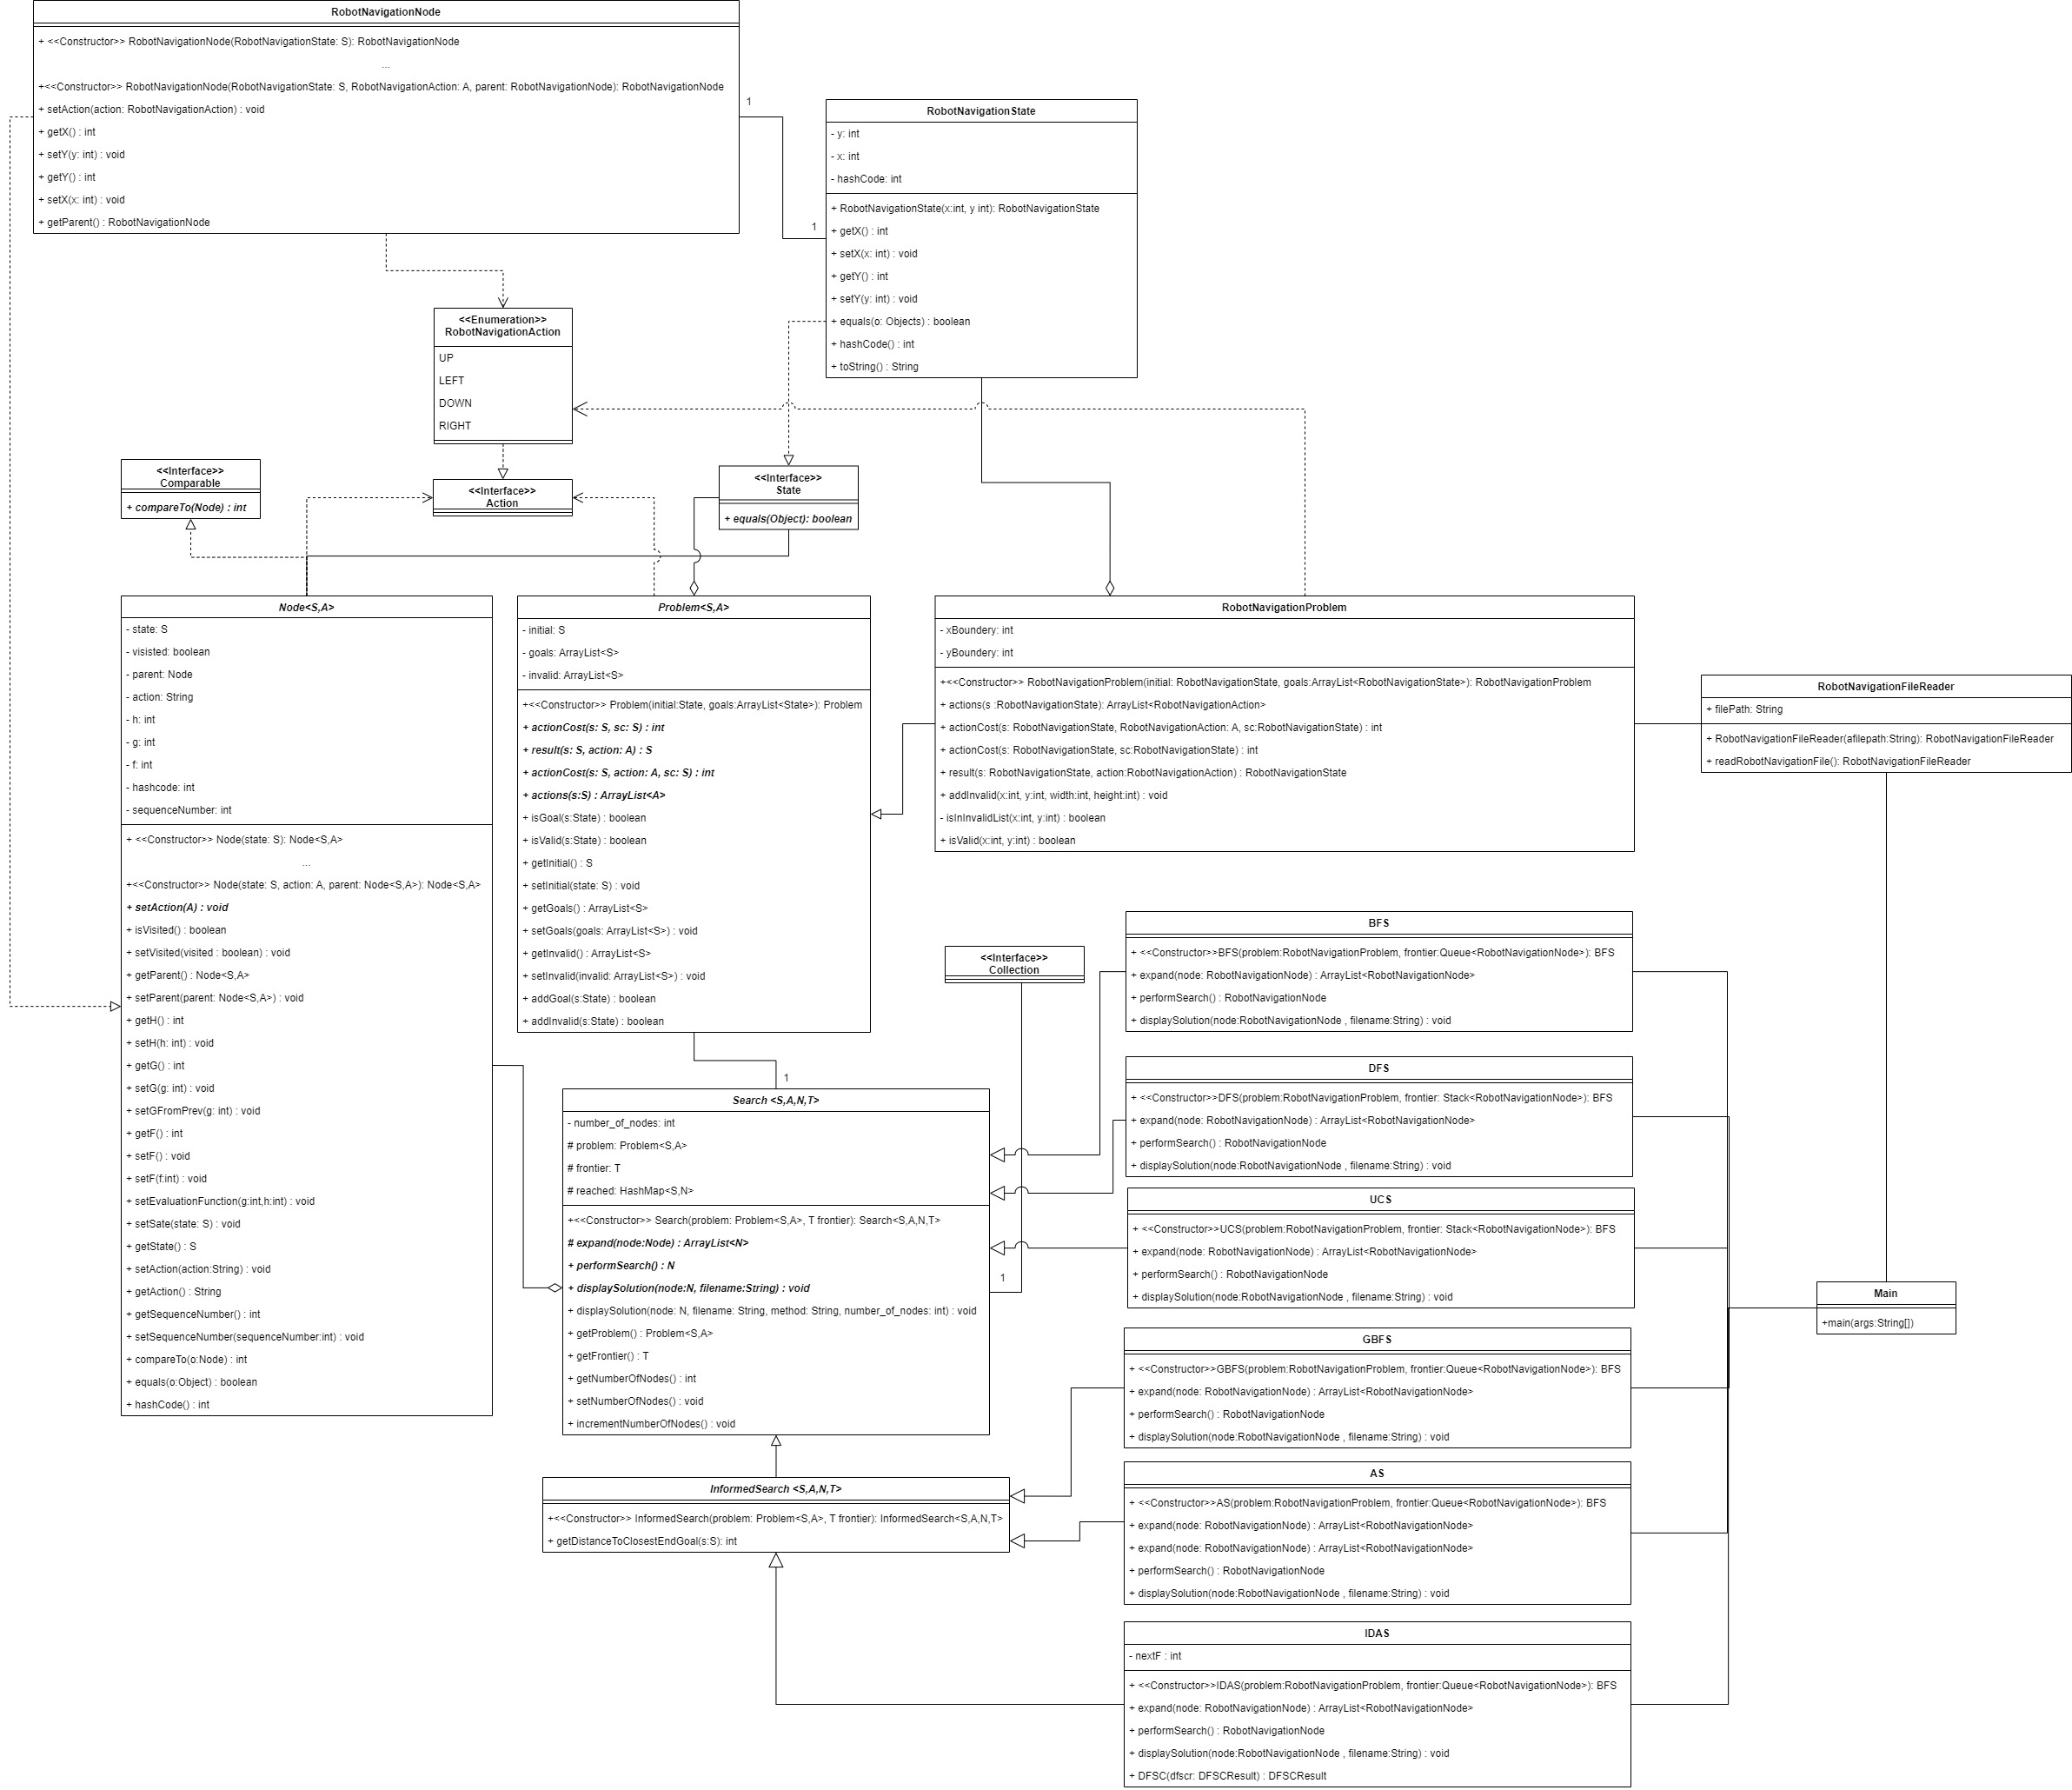 RobotNavigationNode
+ <<Constructor>> RobotNavigationNode(RobotNavigationState: S): RobotNavigationNode
...
+<<Constructor>> RobotNavigationNode(RobotNavigationState: S, RobotNavigationAction: A, parent: RobotNavigationNode): RobotNavigationNode
+ setAction(action: RobotNavigationAction) : void
+ getX() : int
+ setY(y: int) : void
+ getY() : int
+ setX(x: int) : void
+ getParent() : RobotNavigationNode
1
1
RobotNavigationState
- y: int
- x: int
- hashCode: int
+ RobotNavigationState(x:int, y int): RobotNavigationState
+ getX() : int
+ setX(x: int) : void
+ getY() : int
+ setY(y: int) : void
+ equals(o: Objects) : boolean
+ hashCode() : int
+ toString() : String
<<Enumeration>>
RobotNavigationAction
UP
LEFT
DOWN
RIGHT
<<Interface>>
Comparable
+ compareTo(Node) : int
<<Interface>>
Action
<<Interface>>
State
+ equals(Object): boolean
Node<S,A>
- state: S
- visisted: boolean
- parent: Node
- action: String
- h: int
- g: int
- f: int
- hashcode: int
- sequenceNumber: int
+ <<Constructor>> Node(state: S): Node<S,A>
...
+<<Constructor>> Node(state: S, action: A, parent: Node<S,A>): Node<S,A>
+ setAction(A) : void
+ isVisited() : boolean
+ setVisited(visited : boolean) : void
+ getParent() : Node<S,A>
+ setParent(parent: Node<S,A>) : void
+ getH() : int
+ setH(h: int) : void
+ getG() : int
+ setG(g: int) : void
+ setGFromPrev(g: int) : void
+ getF() : int
+ setF() : void
+ setF(f:int) : void
+ setEvaluationFunction(g:int,h:int) : void
+ setSate(state: S) : void
+ getState() : S
+ setAction(action:String) : void
+ getAction() : String
+ getSequenceNumber() : int
+ setSequenceNumber(sequenceNumber:int) : void
+ compareTo(o:Node) : int
+ equals(o:Object) : boolean
+ hashCode() : int
Problem<S,A>
- initial: S
- goals: ArrayList<S>
- invalid: ArrayList<S>
+<<Constructor>> Problem(initial:State, goals:ArrayList<State>): Problem
+ actionCost(s: S, sc: S) : int
+ result(s: S, action: A) : S
+ actionCost(s: S, action: A, sc: S) : int
+ actions(s:S) : ArrayList<A>
+ isGoal(s:State) : boolean
+ isValid(s:State) : boolean
+ getInitial() : S
+ setInitial(state: S) : void
+ getGoals() : ArrayList<S>
+ setGoals(goals: ArrayList<S>) : void
+ getInvalid() : ArrayList<S>
+ setInvalid(invalid: ArrayList<S>) : void
+ addGoal(s:State) : boolean
+ addInvalid(s:State) : boolean
RobotNavigationProblem
- xBoundery: int
- yBoundery: int
+<<Constructor>> RobotNavigationProblem(initial: RobotNavigationState, goals:ArrayList<RobotNavigationState>): RobotNavigationProblem
+ actions(s :RobotNavigationState): ArrayList<RobotNavigationAction>
+ actionCost(s: RobotNavigationState, RobotNavigationAction: A, sc:RobotNavigationState) : int
+ actionCost(s: RobotNavigationState, sc:RobotNavigationState) : int
+ result(s: RobotNavigationState, action:RobotNavigationAction) : RobotNavigationState
+ addInvalid(x:int, y:int, width:int, height:int) : void
- isInInvalidList(x:int, y:int) : boolean
+ isValid(x:int, y:int) : boolean
RobotNavigationFileReader
+ filePath: String
+ RobotNavigationFileReader(afilepath:String): RobotNavigationFileReader
+ readRobotNavigationFile(): RobotNavigationFileReader
<<Interface>>
Collection
1
1
Search <S,A,N,T>
- number_of_nodes: int
# problem: Problem<S,A>
# frontier: T
# reached: HashMap<S,N>
+<<Constructor>> Search(problem: Problem<S,A>, T frontier): Search<S,A,N,T>
# expand(node:Node) : ArrayList<N>
+ performSearch() : N
+ displaySolution(node:N, filename:String) : void
+ displaySolution(node: N, filename: String, method: String, number_of_nodes: int) : void
+ getProblem() : Problem<S,A>
+ getFrontier() : T
+ getNumberOfNodes() : int
+ setNumberOfNodes() : void
+ incrementNumberOfNodes() : void
InformedSearch <S,A,N,T>
+<<Constructor>> InformedSearch(problem: Problem<S,A>, T frontier): InformedSearch<S,A,N,T>
+ getDistanceToClosestEndGoal(s:S): int
BFS
+ <<Constructor>>BFS(problem:RobotNavigationProblem, frontier:Queue<RobotNavigationNode>): BFS
+ expand(node: RobotNavigationNode) : ArrayList<RobotNavigationNode>
+ performSearch() : RobotNavigationNode
+ displaySolution(node:RobotNavigationNode , filename:String) : void
DFS
+ <<Constructor>>DFS(problem:RobotNavigationProblem, frontier: Stack<RobotNavigationNode>): BFS
+ expand(node: RobotNavigationNode) : ArrayList<RobotNavigationNode>
+ performSearch() : RobotNavigationNode
+ displaySolution(node:RobotNavigationNode , filename:String) : void
UCS
+ <<Constructor>>UCS(problem:RobotNavigationProblem, frontier: Stack<RobotNavigationNode>): BFS
+ expand(node: RobotNavigationNode) : ArrayList<RobotNavigationNode>
+ performSearch() : RobotNavigationNode
+ displaySolution(node:RobotNavigationNode , filename:String) : void
GBFS
+ <<Constructor>>GBFS(problem:RobotNavigationProblem, frontier:Queue<RobotNavigationNode>): BFS
+ expand(node: RobotNavigationNode) : ArrayList<RobotNavigationNode>
+ performSearch() : RobotNavigationNode
+ displaySolution(node:RobotNavigationNode , filename:String) : void
AS
+ <<Constructor>>AS(problem:RobotNavigationProblem, frontier:Queue<RobotNavigationNode>): BFS
+ expand(node: RobotNavigationNode) : ArrayList<RobotNavigationNode>
+ expand(node: RobotNavigationNode) : ArrayList<RobotNavigationNode>
+ performSearch() : RobotNavigationNode
+ displaySolution(node:RobotNavigationNode , filename:String) : void
IDAS
- nextF : int
+ <<Constructor>>IDAS(problem:RobotNavigationProblem, frontier:Queue<RobotNavigationNode>): BFS
+ expand(node: RobotNavigationNode) : ArrayList<RobotNavigationNode>
+ performSearch() : RobotNavigationNode
+ displaySolution(node:RobotNavigationNode , filename:String) : void
+ DFSC(dfscr: DFSCResult) : DFSCResult
Main
+main(args:String[])